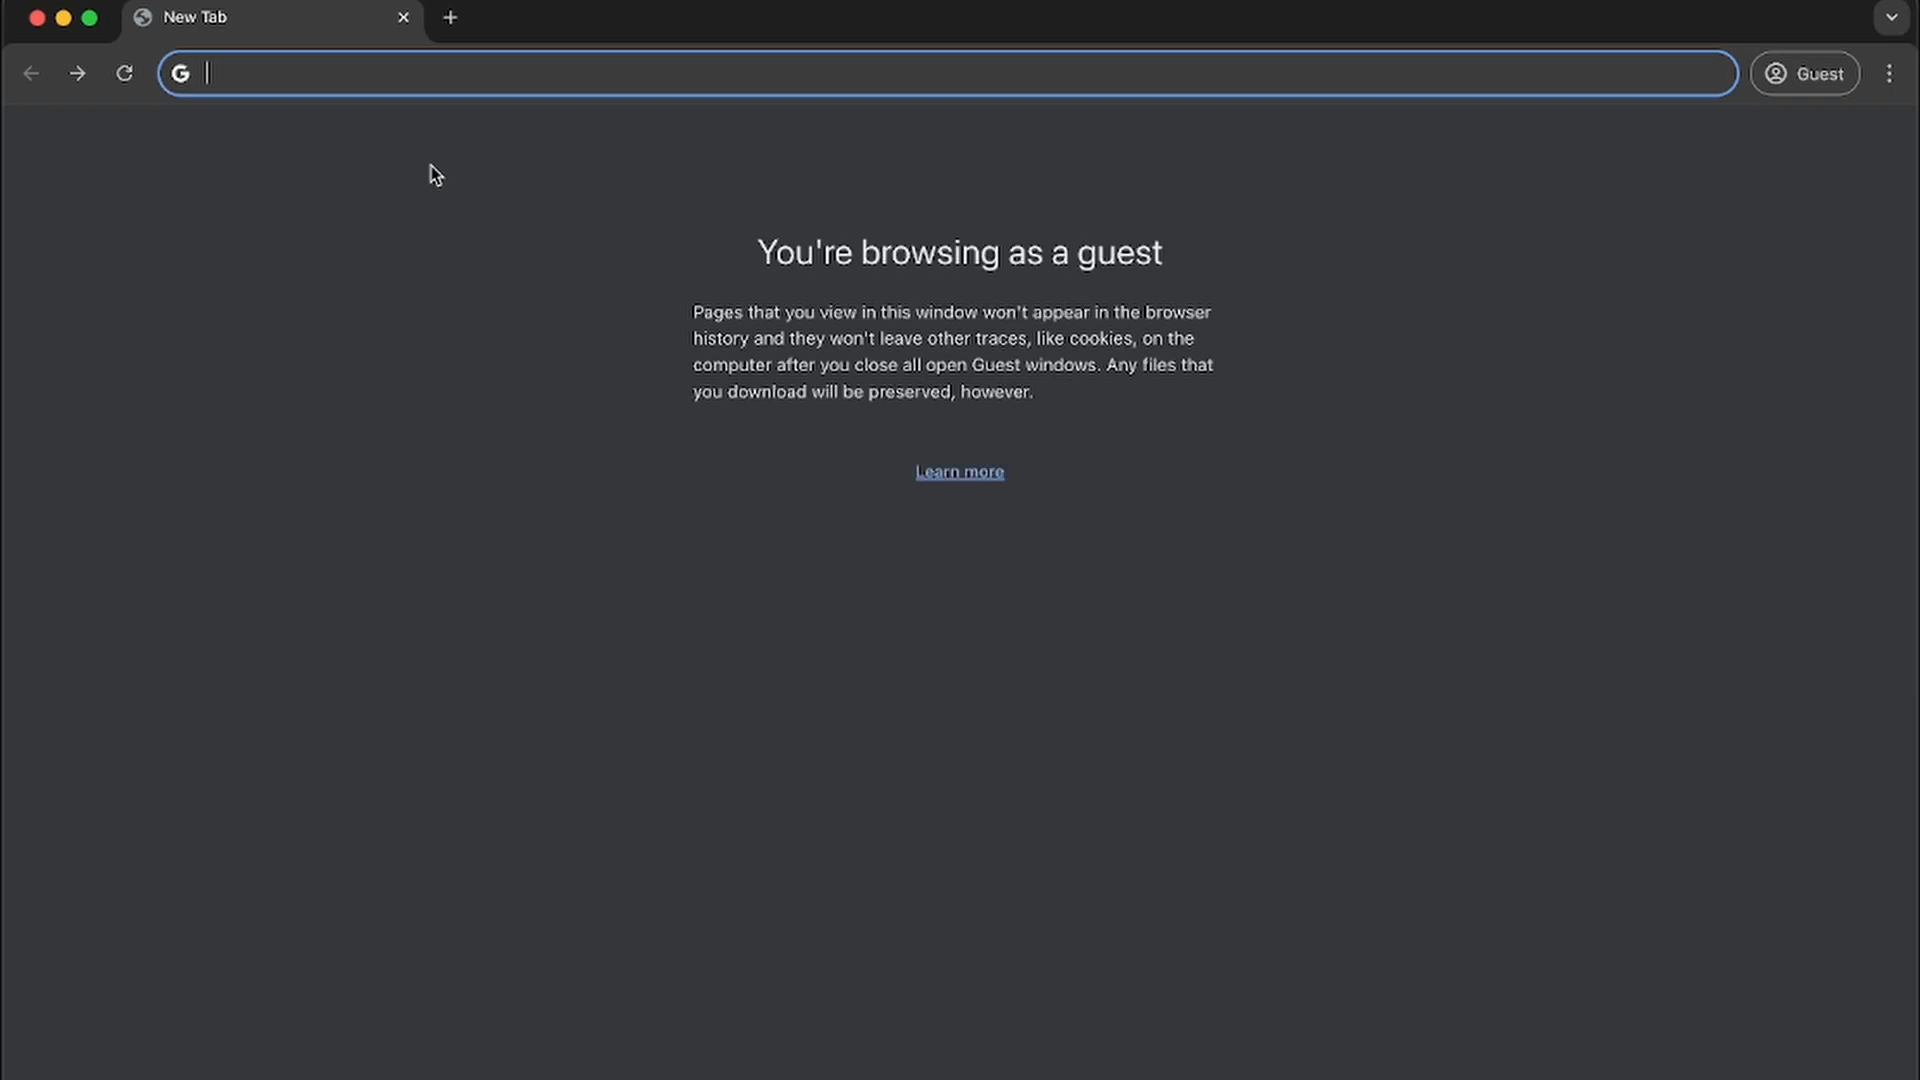 New Tab
Guest
You're browsing as a guest
Pages that you view in this window won't appear in the browser
history and they won't leave other traces, like cookies, on the
computer after you close all open Guest windows. Any files that
you download will be preserved, however.
Learn more